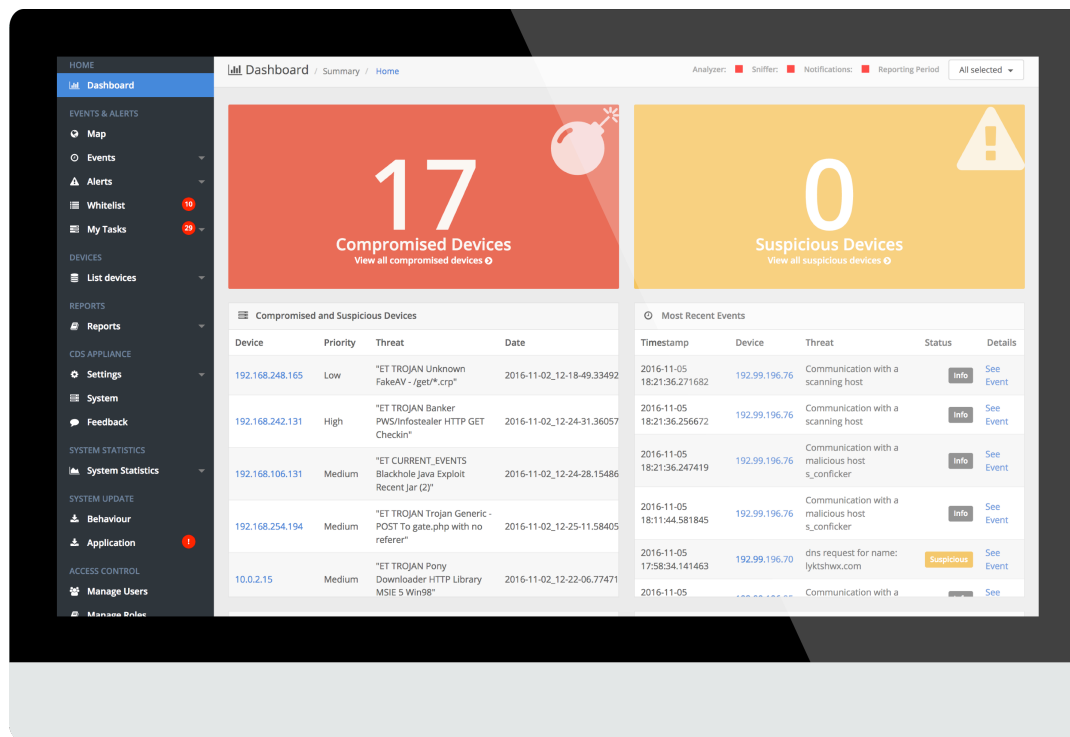 HOME
Dashboard
EVENTS & ALERTS
Map
Events
Alerts
Whitelist 10
My Tasks 29
DEVICES
List devices
REPORTS
Reports
CDS APPLIANCE
Settings
System
Feedback
SYSTEM STATISTICS
System Statistics
SYSTEM UPDATE
Behaviour
Application !
ACCESS CONTROL
Manage Users
Manage Roles
Dashboard / Summary / Home
Analyzer: Sniffer: Notifications: Reporting Period All selected
17
Compromised Devices
View all compromised devices
0
Suspicious Devices
View all suspicious devices
Compromised and Suspicious Devices
Device Priority Threat Date
192.168.248.165 Low "ET TROJAN Unknown
FakeAV - /get/*.crp" 2016-11-02_12-18-49.33492
192.168.242.131 High "ET TROJAN Banker
PWS/Infostealer HTTP GET
Checkin" 2016-11-02_12-24-31.36057
192.168.106.131 Medium "ET CURRENT_EVENTS
Blackhole Java Exploit
Recent Jar (2)" 2016-11-02_12-24-28.15486
192.168.254.194 Medium "ET TROJAN Trojan Generic -
POST To gate.php with no
referer" 2016-11-02_12-25-11.58405
10.0.2.15 Medium "ET TROJAN Pony
Downloader HTTP Library
MSIE 5 Win98" 2016-11-02_12-22-06.77471
Most Recent Events
Timestamp Device Threat Status Details
2016-11-05
18:21:36.271682 192.99.196.76 Communication with a
scanning host Info See
Event
2016-11-05
18:21:36.256672 192.99.196.76 Communication with a
scanning host Info See
Event
2016-11-05
18:21:36.247419 192.99.196.76 Communication with a
malicious host
s_conficker Info See
Event
2016-11-05
18:11:44.581845 192.99.196.76 Communication with a
malicious host
s_conficker Info See
Event
2016-11-05
17:58:34.141463 192.99.196.70 dns request for name:
lyktshwx.com Suspicious See
Event
2016-11-05 Communication with a See